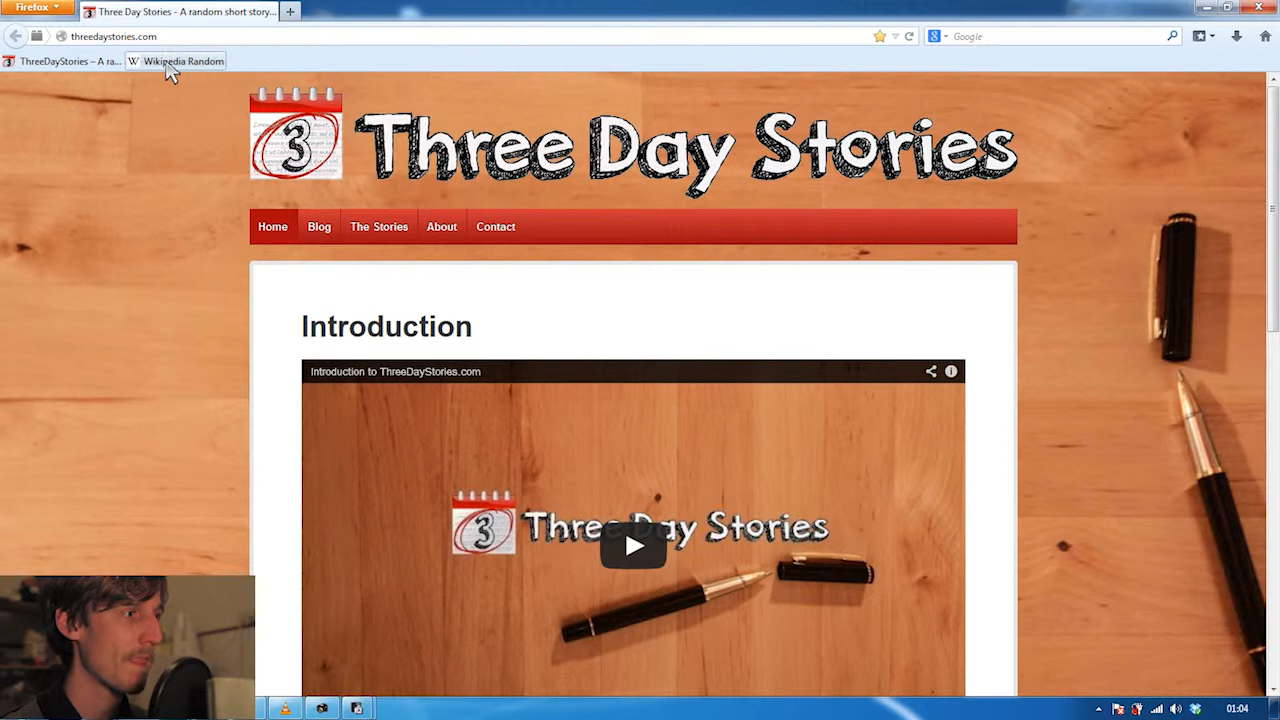 Firefox
Three Day Stories - A random short story...
threedaystories.com
Google
ThreeDayStories – A ra...
Wikipedia Random
3 Three Day Stories
Home Blog The Stories About Contact
Introduction
Introduction to ThreeDayStories.com
3 Three Day Stories
01:04